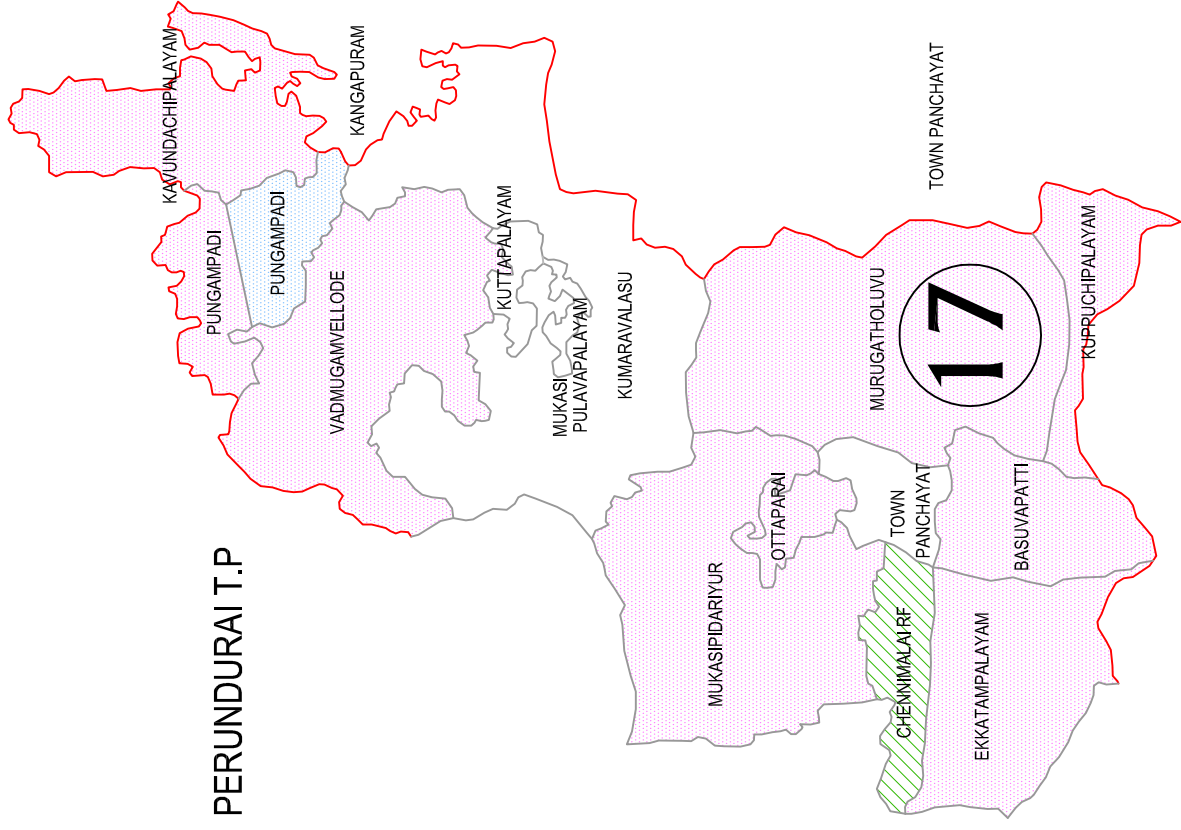 PERUNDURAI T.P
KAVUNDACHIPALAYAM
PUNGAMPADI
PUNGAMPADI
VADMUGAMVELLODE
KANGAPURAM
KUTTAPALAYAM
MUKASI
PULAVAPALAYAM
KUMARAVALASU
MUKASIPIDARIYUR
OTTAPARAI
MURUGATHOLUVU
TOWN
PANCHAYAT
CHENNIMALAI RF
TOWN PANCHAYAT
17
EKKATAMPALAYAM
BASUVAPATTI
KUPPUCHIPALAYAM